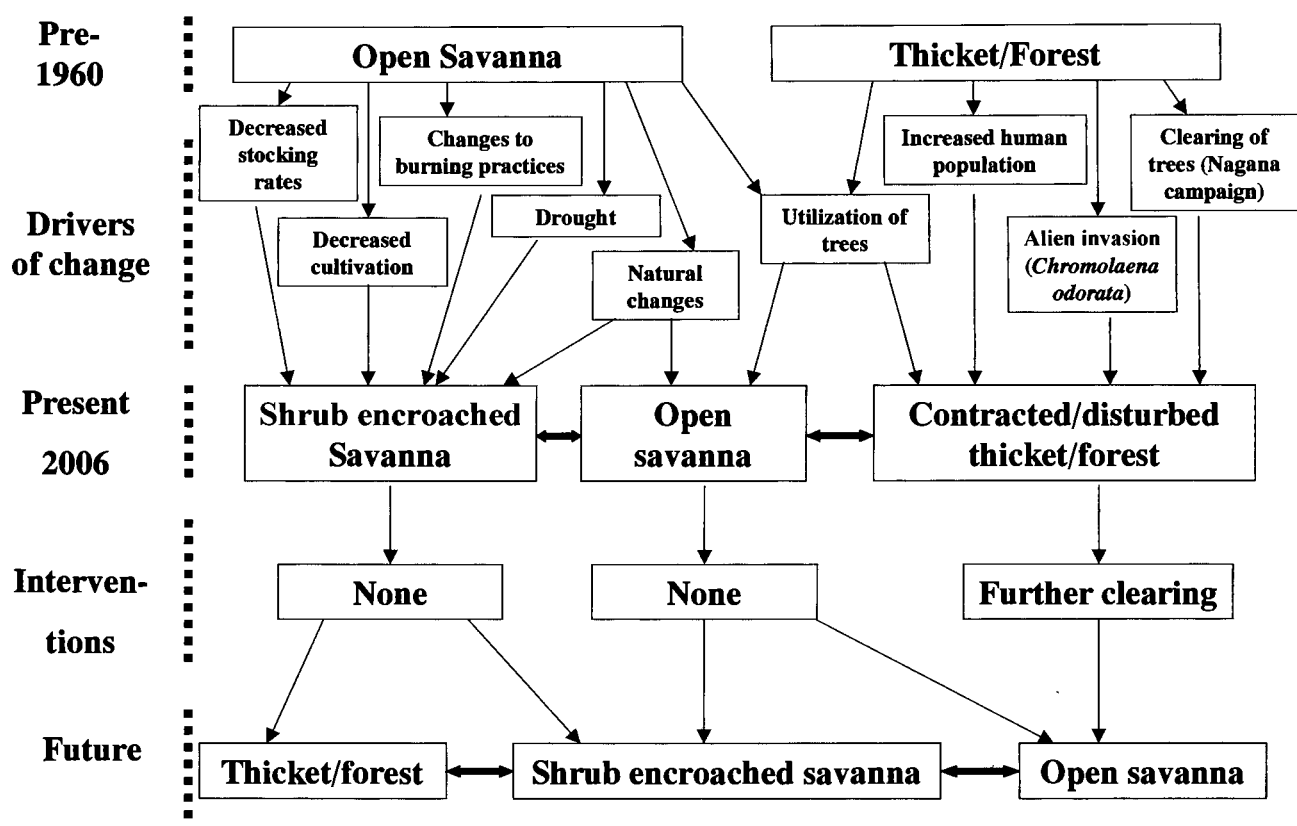 Pre-
1960
Open Savanna
Thicket/Forest
Decreased
stocking
rates
Changes to
burning practices
Increased human
population
Clearing of
trees (Nagana
campaign)
Drivers
of change
Decreased
cultivation
Drought
Natural
changes
Utilization of
trees
Alien invasion
(Chromolaena
odorata)
Present
2006
Shrub encroached
Savanna
Open
savanna
Contracted/disturbed
thicket/forest
Interven-
tions
None
None
Further clearing
Future
Thicket/forest
Shrub encroached savanna
Open savanna